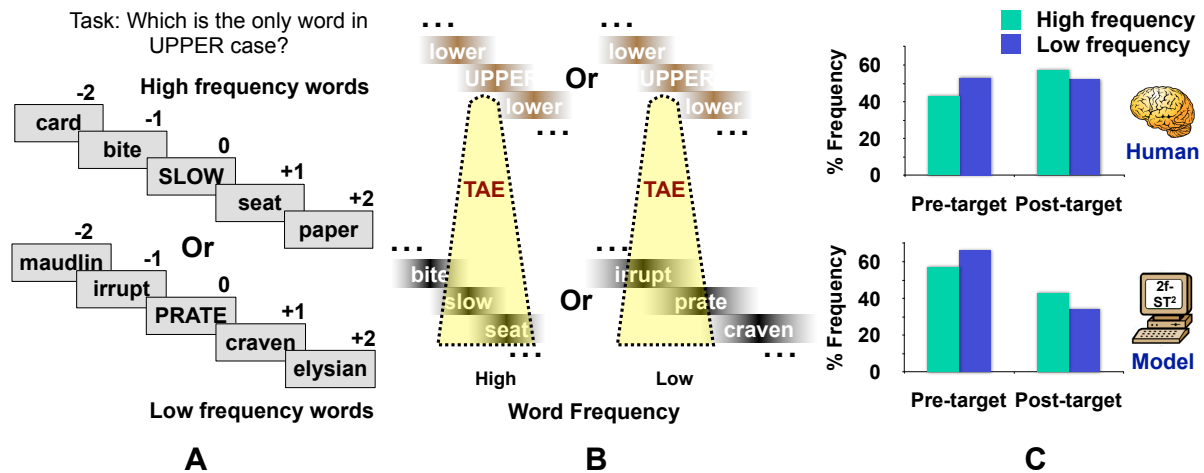 Task: Which is the only word in
UPPER case?
High frequency words
-2
card
-1
bite
0
SLOW
+1
seat
+2
paper
Or
-2
maudlin
-1
irrupt
0
PRATE
+1
craven
+2
elysian
Low frequency words
A
...
lower
UPPER
lower
...
Or
...
lower
UPPER
lower
...
TAE
TAE
...
bite
slow
seat
...
Or
...
irrupt
prate
craven
...
High
Low
Word Frequency
B
High frequency
Low frequency
% Frequency
60
40
20
0
Pre-target
Post-target
Human
% Frequency
60
40
20
0
Pre-target
Post-target
2f-
ST²
Model
C